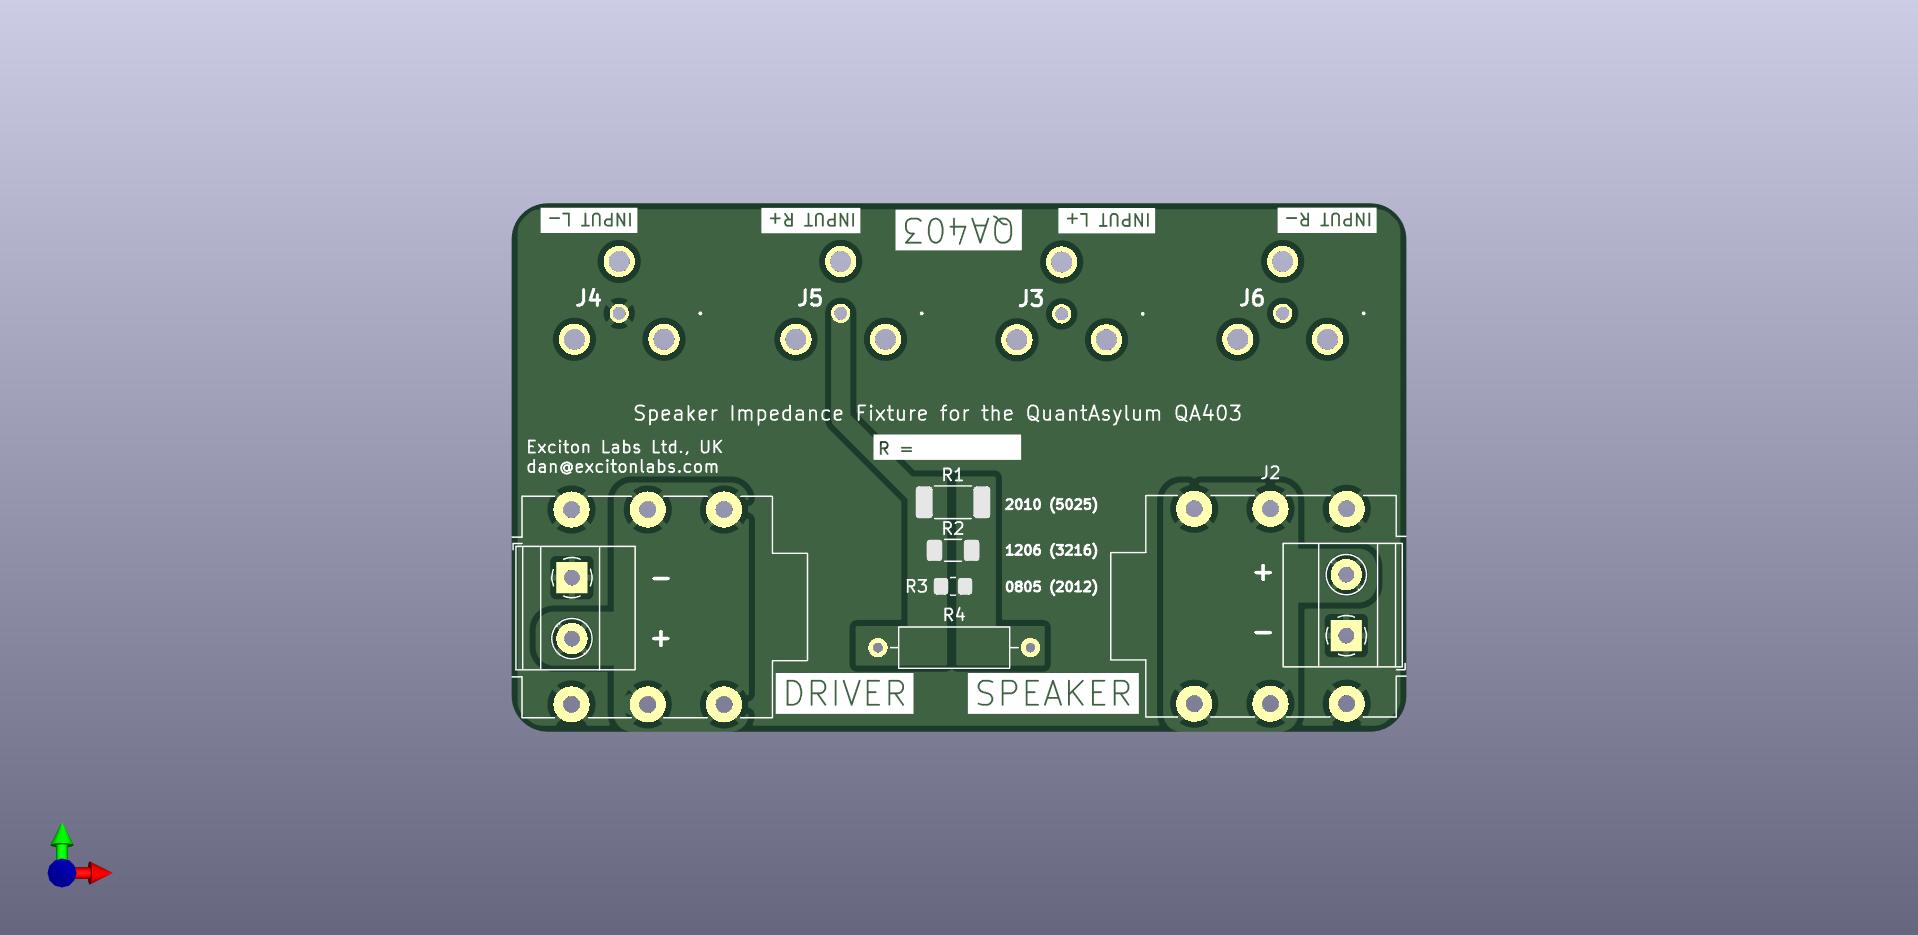 INPUT L-
INPUT R+
QA403
INPUT L+
INPUT R-
J4
J5
J3
J6
Speaker Impedance Fixture for the QuantAsylum QA403
Exciton Labs Ltd., UK
dan@excitonlabs.com
R =
R1
J2
2010 (5025)
R2
1206 (3216)
R3
0805 (2012)
R4
-
+
+
-
DRIVER
SPEAKER